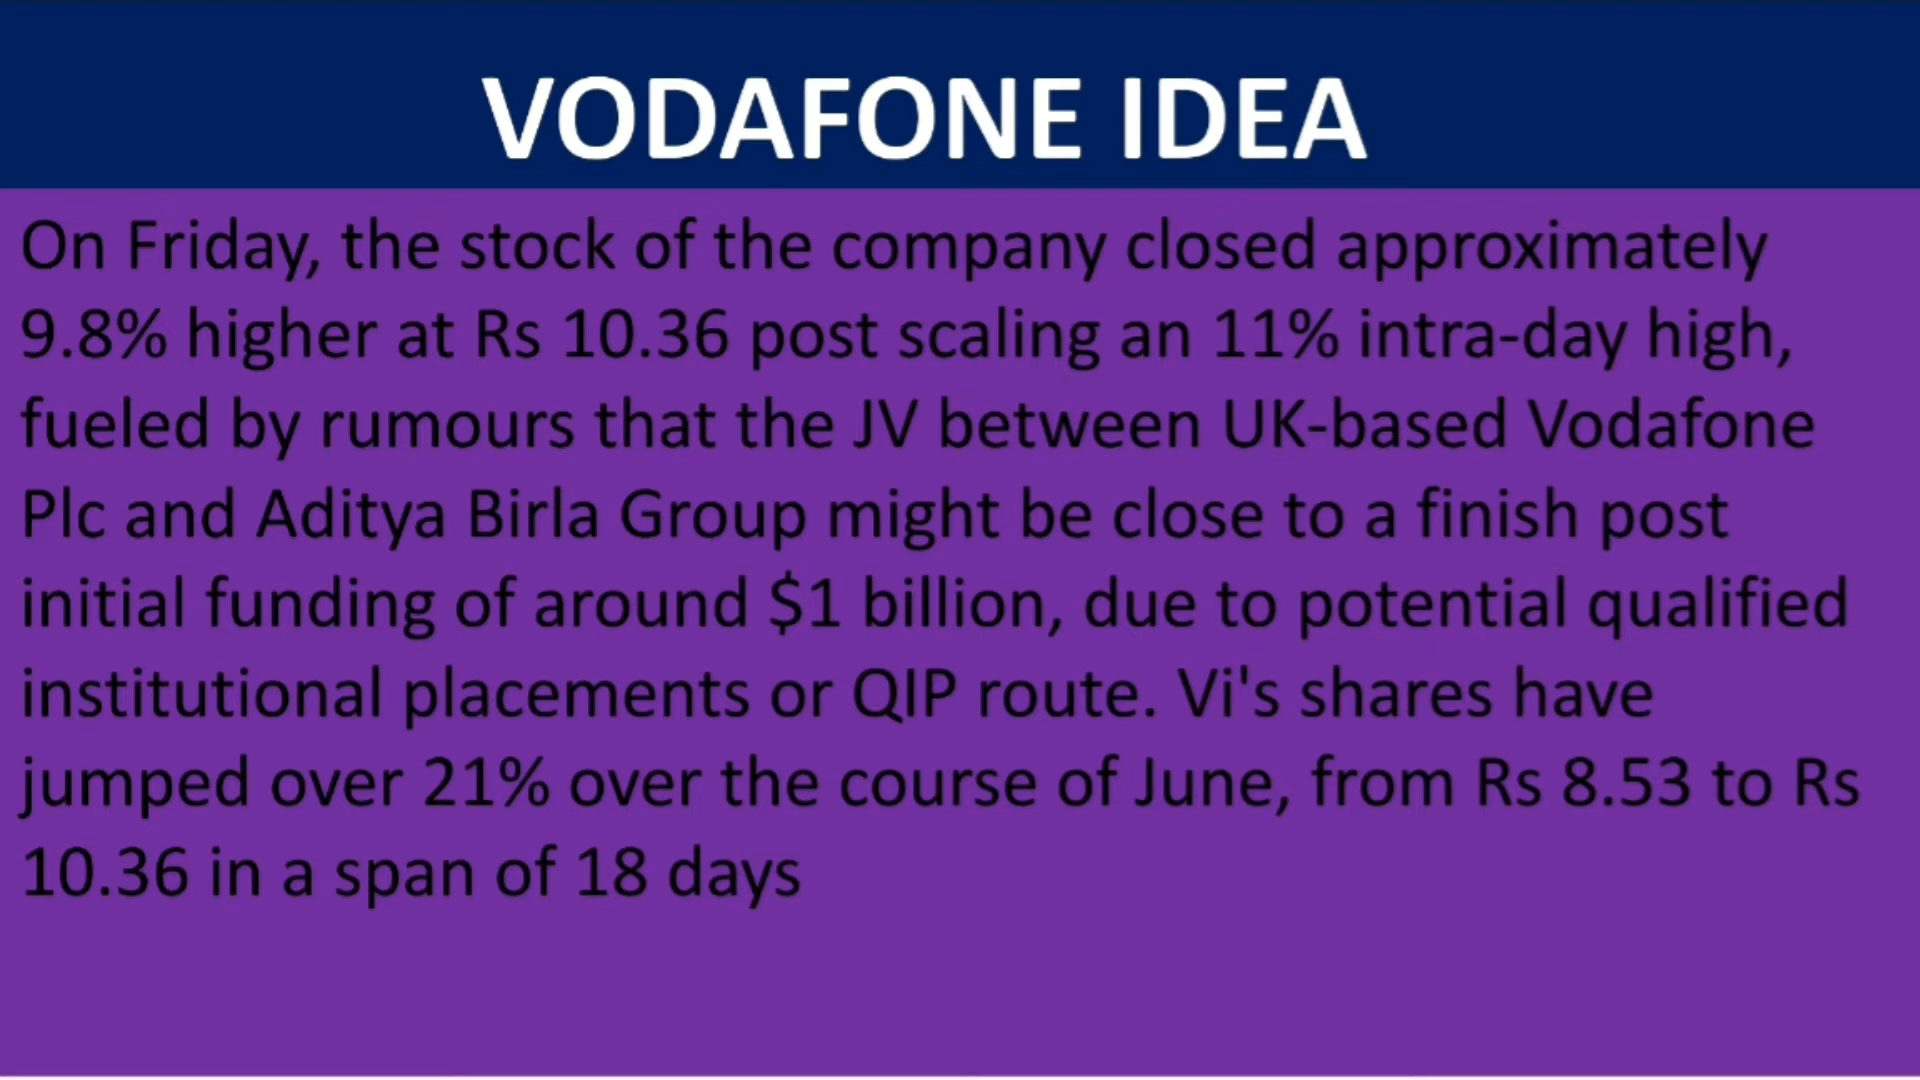 VODAFONE IDEA
On Friday, the stock of the company closed approximately
9.8% higher at Rs 10.36 post scaling an 11% intra-day high,
fueled by rumours that the JV between UK-based Vodafone
Plc and Aditya Birla Group might be close to a finish post
initial funding of around $1 billion, due to potential qualified
institutional placements or QIP route. Vi's shares have
jumped over 21% over the course of June, from Rs 8.53 to Rs
10.36 in a span of 18 days